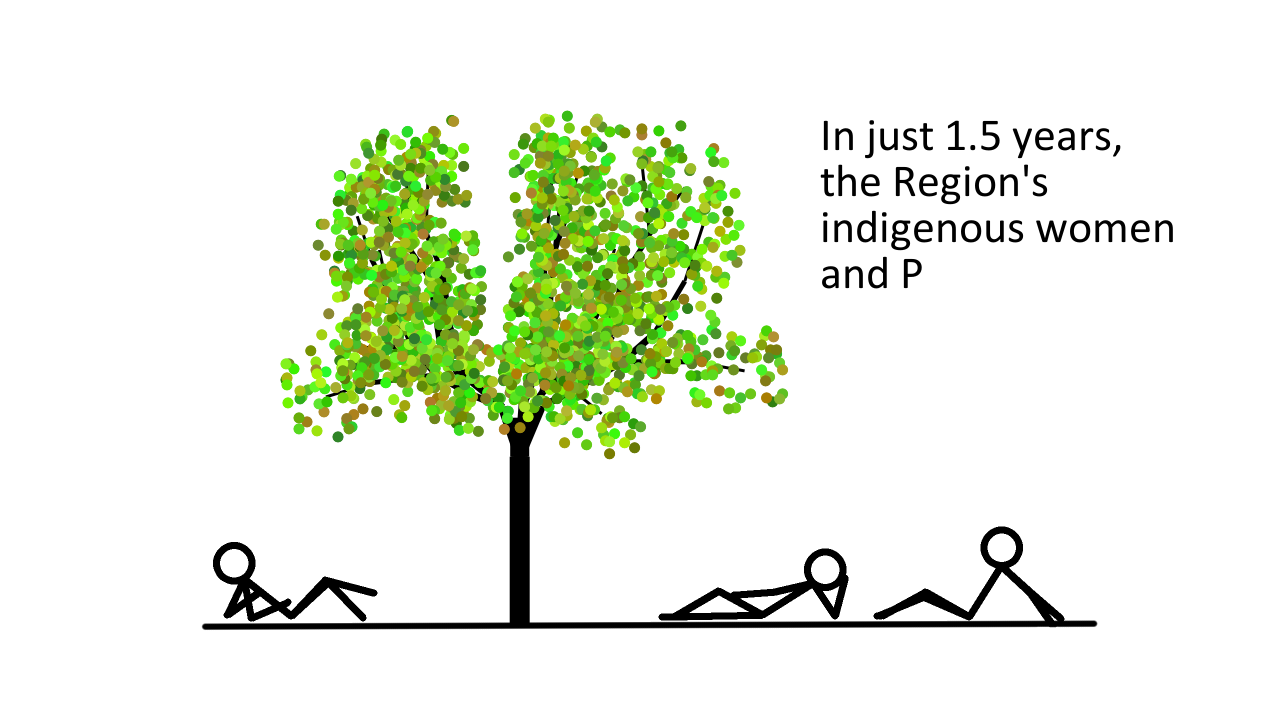 In just 1.5 years,
the Region's
indigenous women
and P